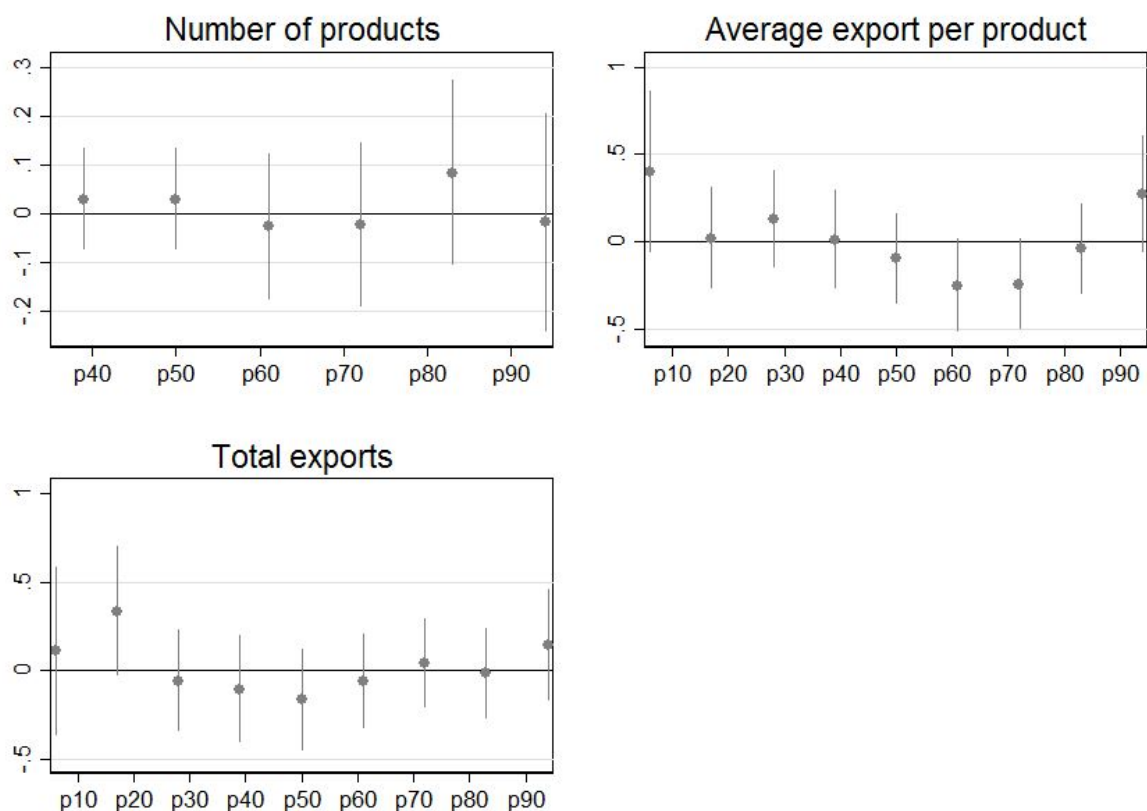 Number of products
.3
.2
.1
0
-.1
-.2
p40 p50 p60 p70 p80 p90
Average export per product
1
.5
0
-.5
p10 p20 p30 p40 p50 p60 p70 p80 p90
Total exports
1
.5
0
-.5
p10 p20 p30 p40 p50 p60 p70 p80 p90